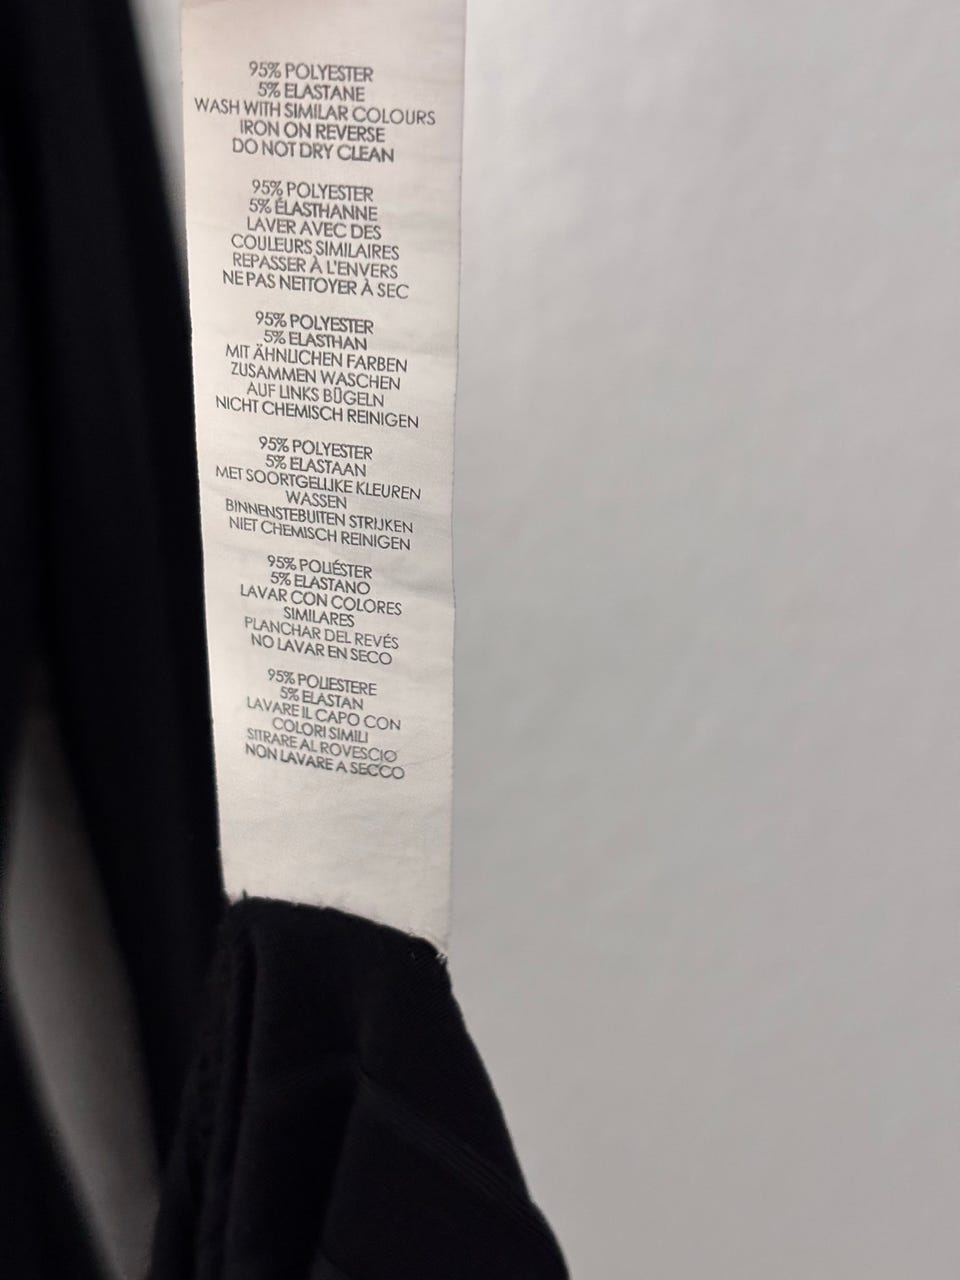 95% POLYESTER
5% ELASTANE
WASH WITH SIMILAR COLOURS
IRON ON REVERSE
DO NOT DRY CLEAN
95% POLYESTER
5% ÉLASTHANNE
LAVER AVEC DES
COULEURS SIMILAIRES
REPASSER À L'ENVERS
NE PAS NETTOYER À SEC
95% POLYESTER
5% ELASTHAN
MIT ÄHNLICHEN FARBEN
ZUSAMMEN WASCHEN
AUF LINKS BÜGELN
NICHT CHEMISCH REINIGEN
95% POLYESTER
5% ELASTAAN
MET SOORTGELIJKE KLEUREN
WASSEN
BINNENSTEBUITEN STRIJKEN
NIET CHEMISCH REINIGEN
95% POLIÉSTER
5% ELASTANO
LAVAR CON COLORES
SIMILARES
PLANCHAR DEL REVÉS
NO LAVAR EN SECO
95% POLIESTERE
5% ELASTAN
LAVARE IL CAPO CON
COLORI SIMILI
SITRARE AL ROVESCIO
NON LAVARE A SECCO